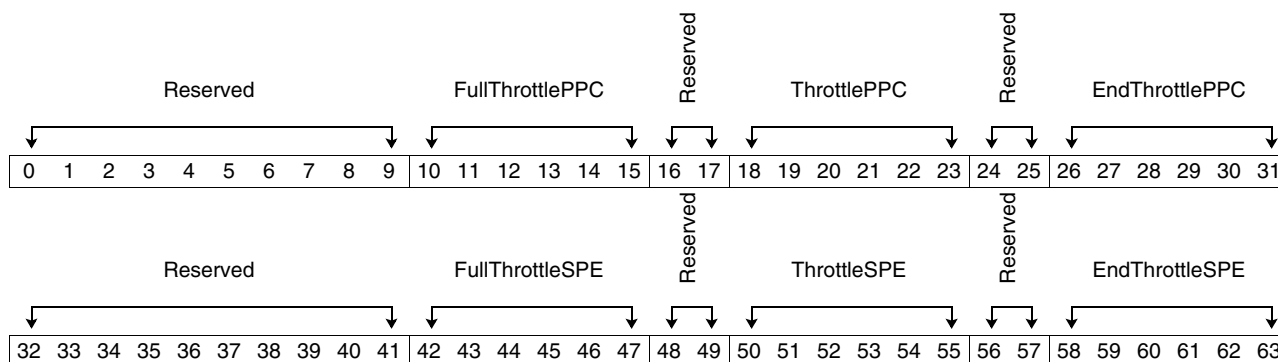 Reserved FullThrottlePPC Reserved ThrottlePPC Reserved EndThrottlePPC
0 1 2 3 4 5 6 7 8 9 10 11 12 13 14 15 16 17 18 19 20 21 22 23 24 25 26 27 28 29 30 31
Reserved FullThrottleSPE Reserved ThrottleSPE Reserved EndThrottleSPE
32 33 34 35 36 37 38 39 40 41 42 43 44 45 46 47 48 49 50 51 52 53 54 55 56 57 58 59 60 61 62 63